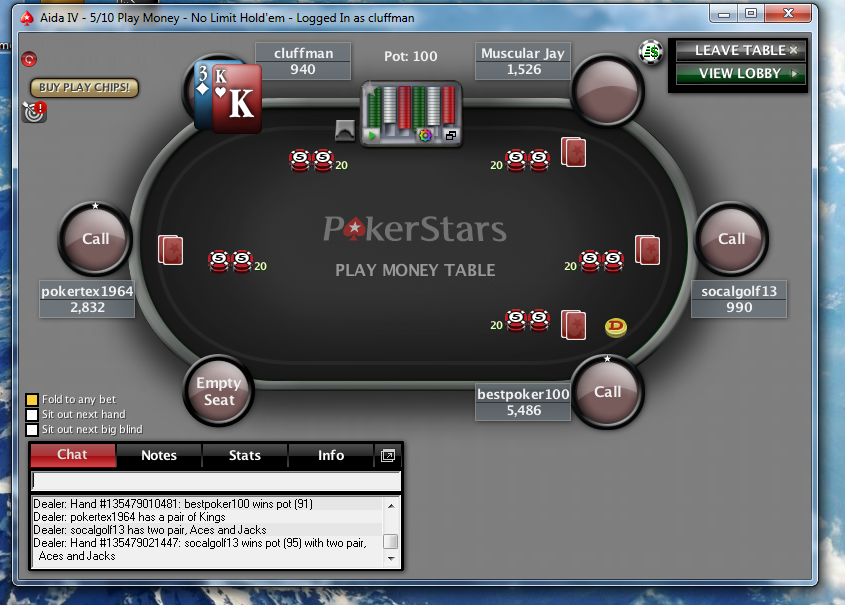 Aida IV - 5/10 Play Money - No Limit Hold'em - Logged In as cluffman
cluffman
940
Pot: 100
Muscular Jay
1,526
LEAVE TABLE
VIEW LOBBY
BUY PLAY CHIPS!
3
K
K
20
20
PokerStars
PLAY MONEY TABLE
Call
pokertex1964
2,832
20
20
Call
socalgolf13
990
20
D
Empty
Seat
bestpoker100
5,486
Call
Fold to any bet
Sit out next hand
Sit out next big blind
Chat
Notes
Stats
Info
Dealer: Hand #135479010481: bestpoker100 wins pot (91)
Dealer: pokertex1964 has a pair of Kings
Dealer: socalgolf13 has two pair, Aces and Jacks
Dealer: Hand #135479021447: socalgolf13 wins pot (95) with two pair,
Aces and Jacks